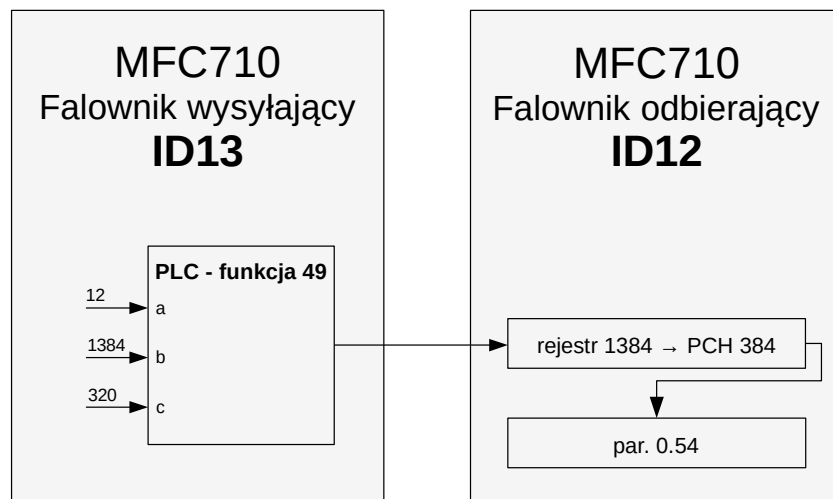 MFC710
Falownik wysyłający
ID13
PLC - funkcja 49
12
a
1384
b
320
c
MFC710
Falownik odbierający
ID12
rejestr 1384 → PCH 384
par. 0.54